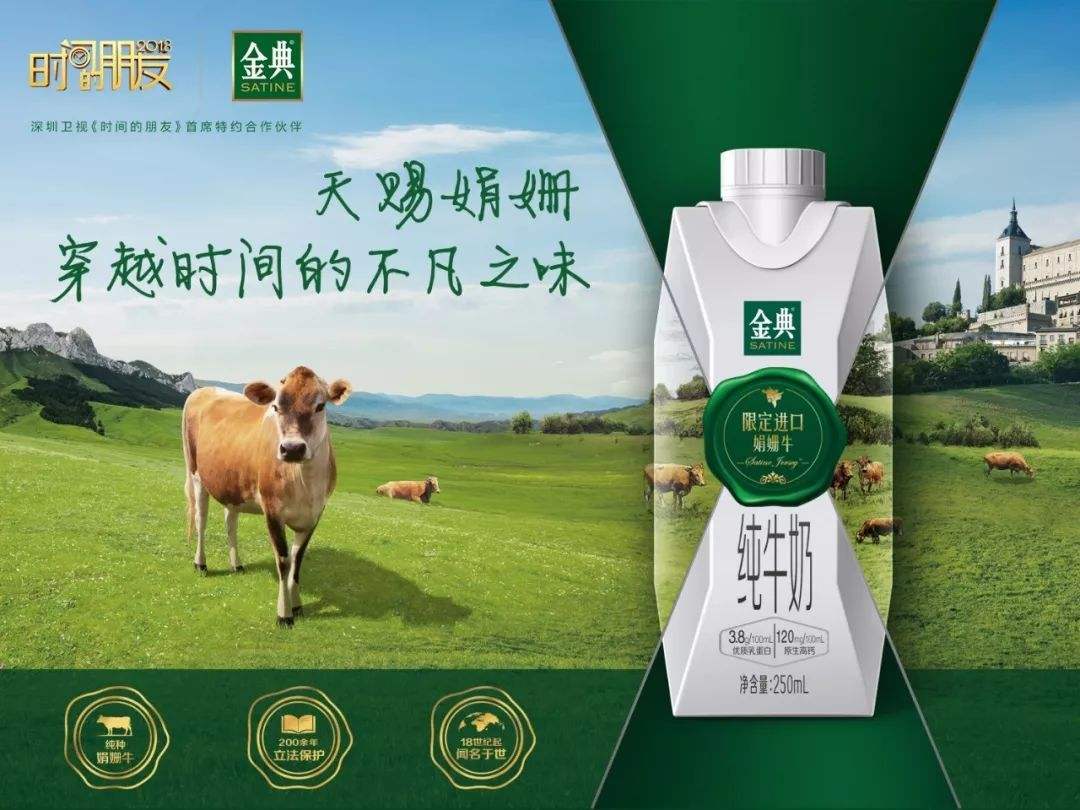 时间的朋友2018
金典
SATINE
深圳卫视《时间的朋友》首席特约合作伙伴
天赐娟姗
穿越时间的不凡之味
金典
SATINE
限定进口
娟姗牛
Satine Jersey
纯牛奶
3.8g/100mL 120mg/100mL
优质乳蛋白 原生高钙
净含量:250mL
纯种
娟姗牛
200余年
立法保护
18世纪起
闻名于世